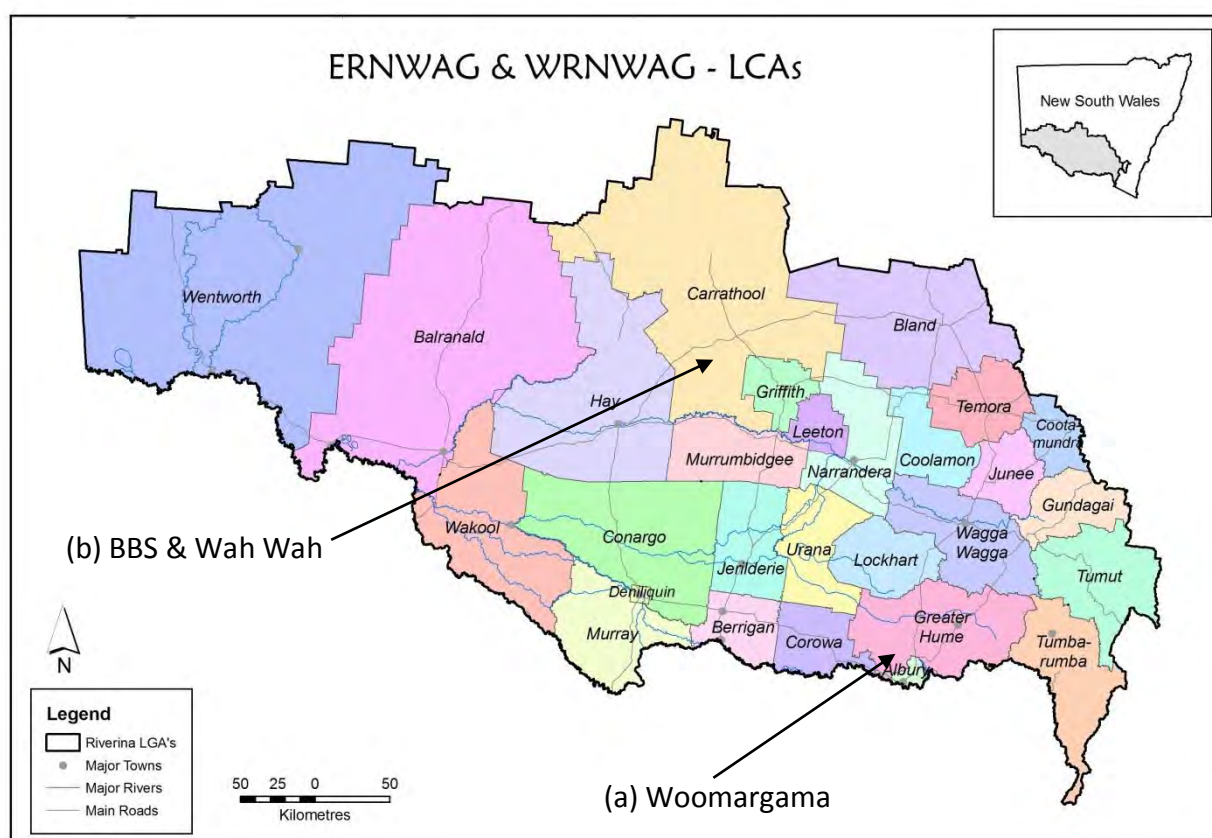 ERNWAG & WRNWAG - LCAs
New South Wales
Wentworth
Balranald
Carrathool
Bland
Hay
Griffith
Leeton
Temora
Coota-
mundra
Murrumbidgee
Narrandera
Coolamon
Junee
Gundagai
Wakool
Conargo
Jerilderie
Urana
Lockhart
Wagga
Wagga
Tumut
(b) BBS & Wah Wah
Deniliquin
Murray
Berrigan
Corowa
Greater
Hume
Albury
Tumba-
rumba
N
Legend
Riverina LGA's
Major Towns
Major Rivers
Main Roads
50 25 0 50
Kilometres
(a) Woomargama